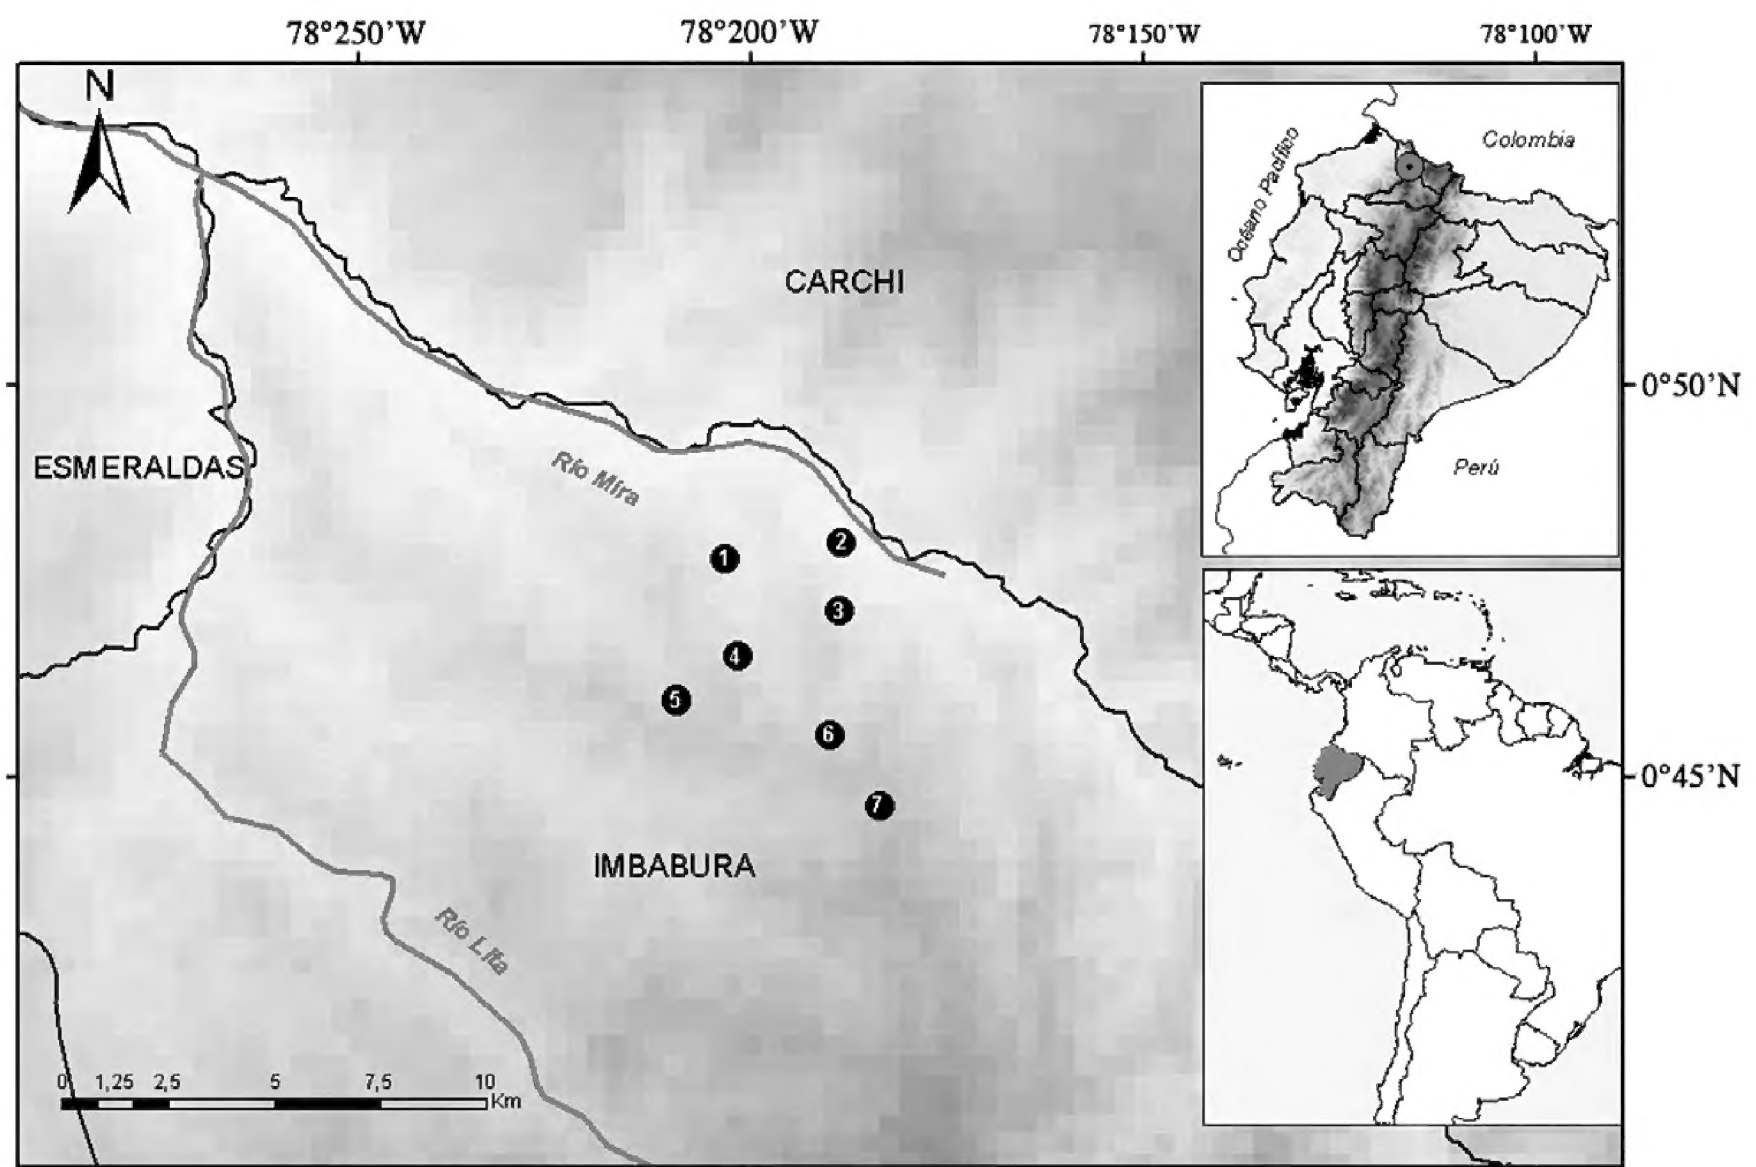 78°250’W 78°200’W 78°150’W 78°100’W
N
Colombia
Océano Pacífico
CARCHI
0°50’N
ESMERALDAS
Río Mira
Perú
1
2
3
4
5
6
7
0°45’N
IMBABURA
Río Lita
0 1,25 2,5 5 7,5 10
Km